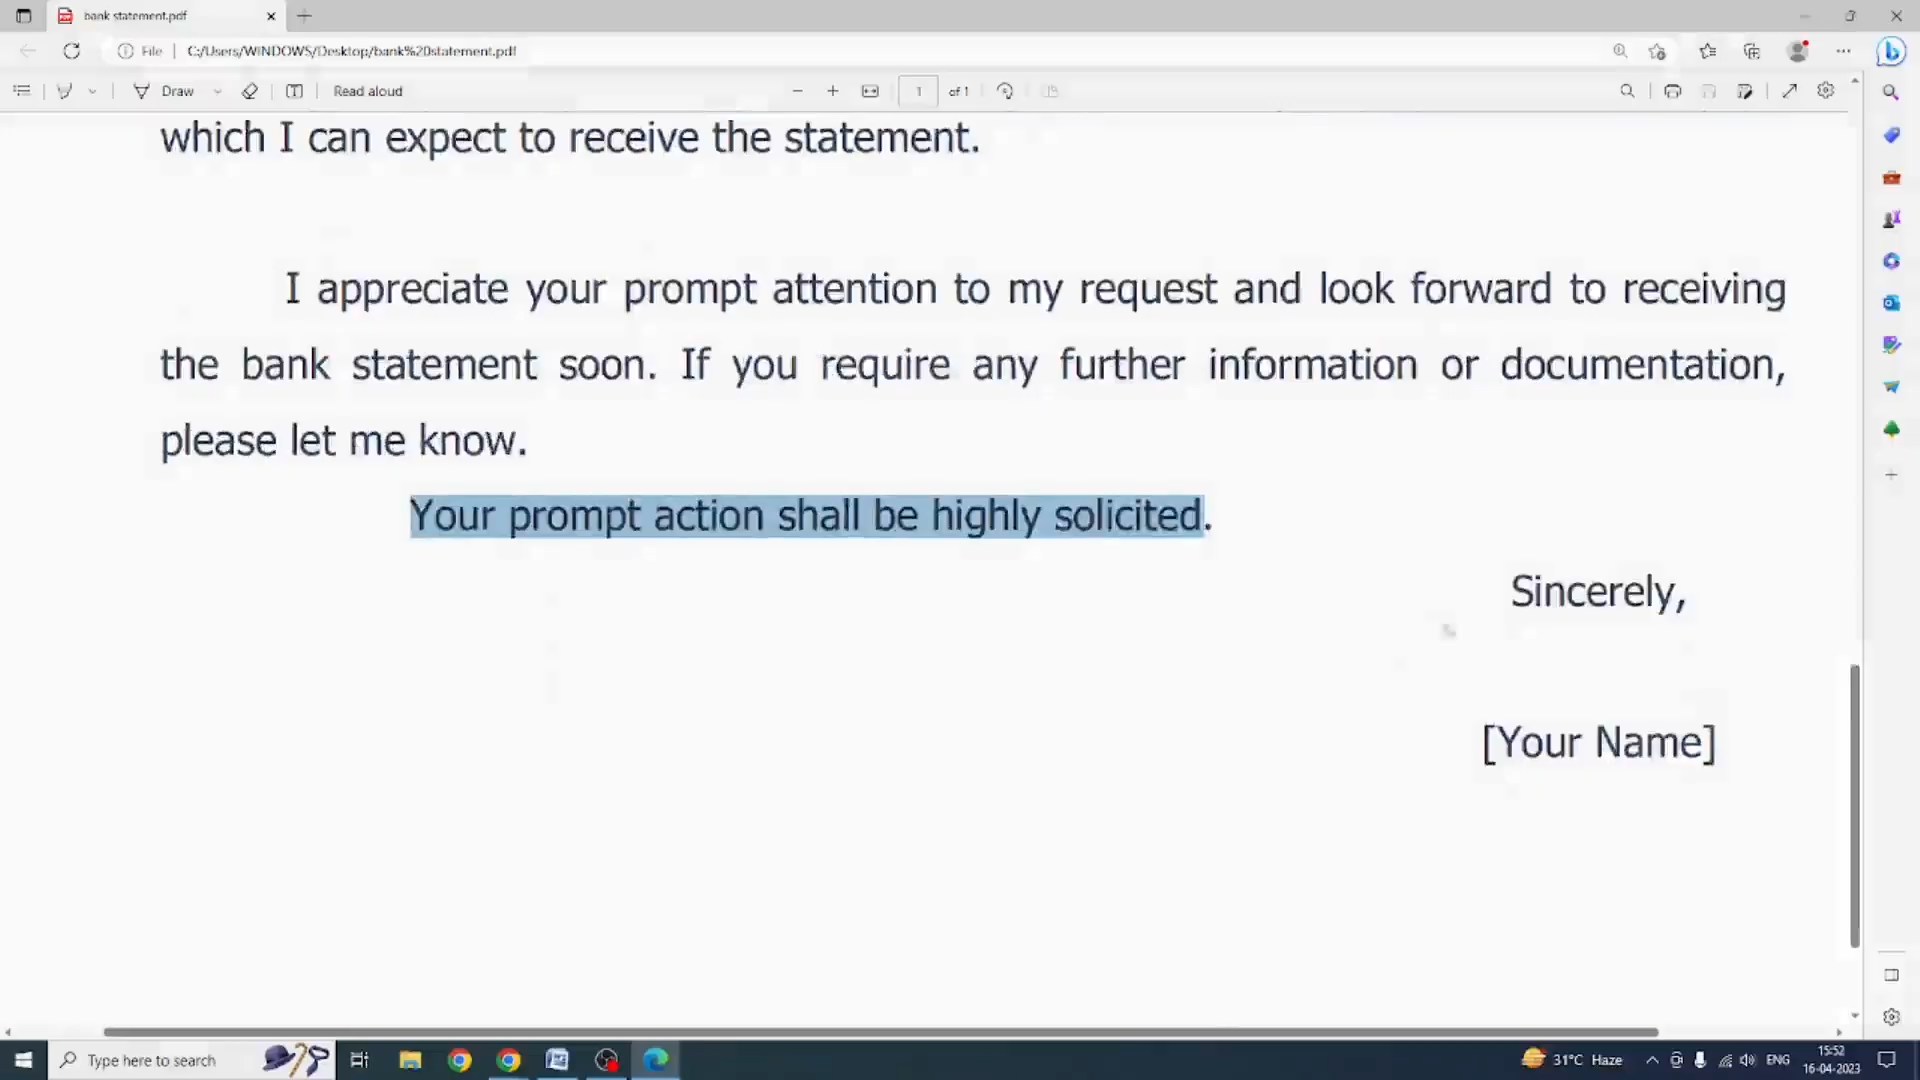 bank statement.pdf
File
C:/Users/WINDOWS/Desktop/bank%20statement.pdf
Draw
Read aloud
1
of 1
which I can expect to receive the statement.
I appreciate your prompt attention to my request and look forward to receiving
the bank statement soon. If you require any further information or documentation,
please let me know.
Your prompt action shall be highly solicited.
Sincerely,
[Your Name]
Type here to search
31°C Haze
ENG
15:52
16-04-2023